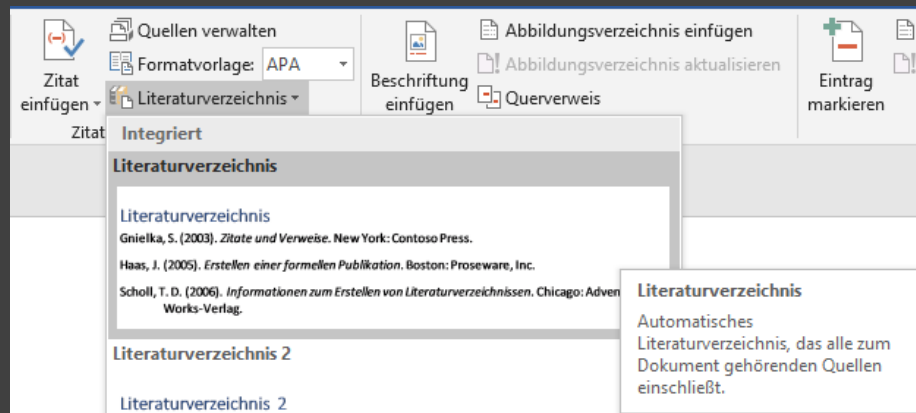 Zitat
einfügen
Quellen verwalten
Formatvorlage: APA
Literaturverzeichnis
Zitat
Beschriftung
einfügen
Abbildungsverzeichnis einfügen
Abbildungsverzeichnis aktualisieren
Querverweis
Eintrag
markieren
Integriert
Literaturverzeichnis
Literaturverzeichnis
Gnielka, S. (2003). Zitate und Verweise. New York: Contoso Press.
Haas, J. (2005). Erstellen einer formellen Publikation. Boston: Proseware, Inc.
Scholl, T. D. (2006). Informationen zum Erstellen von Literaturverzeichnissen. Chicago: Adven
Works-Verlag.
Literaturverzeichnis 2
Literaturverzeichnis 2
Literaturverzeichnis
Automatisches
Literaturverzeichnis, das alle zum
Dokument gehörenden Quellen
einschließt.